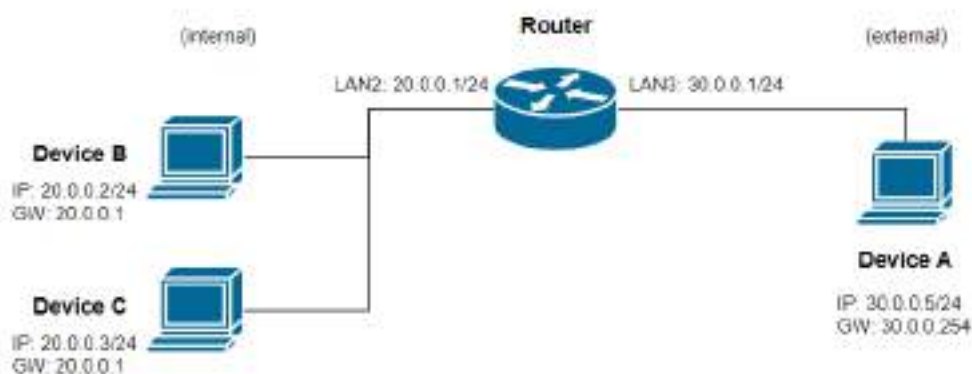 Router
(internal)
(external)
LAN2: 20.0.0.1/24
LAN3: 30.0.0.1/24
Device B
IP: 20.0.0.2/24
GW: 20.0.0.1
Device A
IP: 30.0.0.5/24
GW: 30.0.0.254
Device C
IP: 20.0.0.3/24
GW: 20.0.0.1